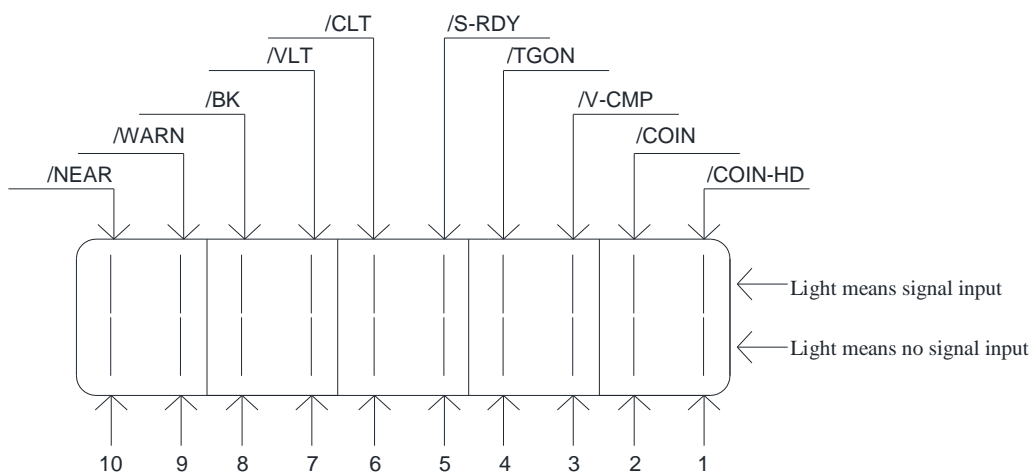 /CLT /S-RDY
/VLT /TGON
/BK /V-CMP
/WARN /COIN
/NEAR /COIN-HD
Light means signal input
Light means no signal input
10 9 8 7 6 5 4 3 2 1